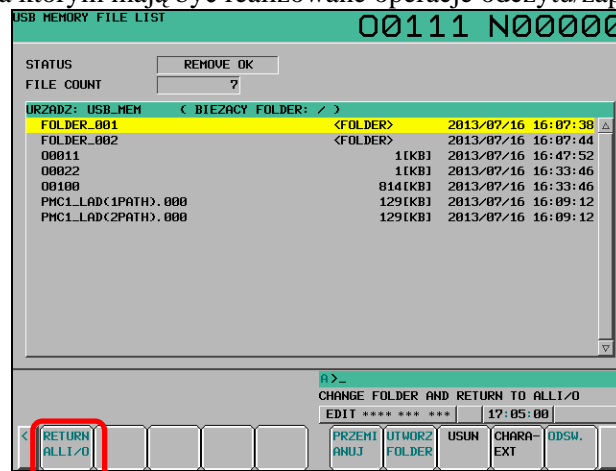 a którym mają być realizowane operacje odczytu/zap
USB MEMORY FILE LIST O0111 N00000
STATUS REMOVE OK
FILE COUNT 7
URZADZ: USB_MEM ( BIEZACY FOLDER: / )
FOLDER_001 <FOLDER> 2013/07/16 16:07:38
FOLDER_002 <FOLDER> 2013/07/16 16:07:44
O0011 1[KB] 2013/07/16 16:47:52
O0022 1[KB] 2013/07/16 16:33:46
O0100 814[KB] 2013/07/16 16:33:46
PMC1_LAD(1PATH).000 129[KB] 2013/07/16 16:09:12
PMC1_LAD(2PATH).000 129[KB] 2013/07/16 16:09:12
A>_
CHANGE FOLDER AND RETURN TO ALLI/O
EDIT **** *** *** 17:05:00
< RETURN PRZEMI UTWORZ USUN CHARA- ODSW.
ALLI/O ANUJ FOLDER EXT